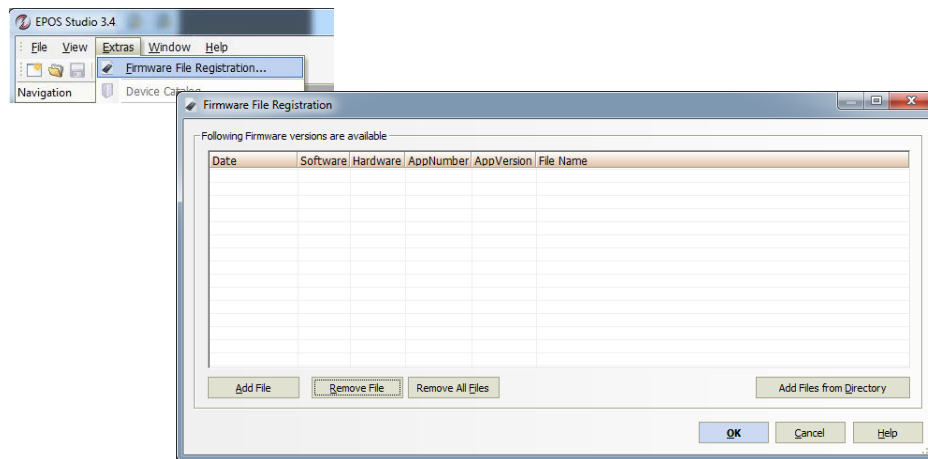 EPOS Studio 3.4
File View Extras Window Help
Firmware File Registration...
Navigation
Device Catalog
Firmware File Registration
Following Firmware versions are available
Date Software Hardware AppNumber AppVersion File Name
Add File Remove File Remove All Files Add Files from Directory
OK Cancel Help